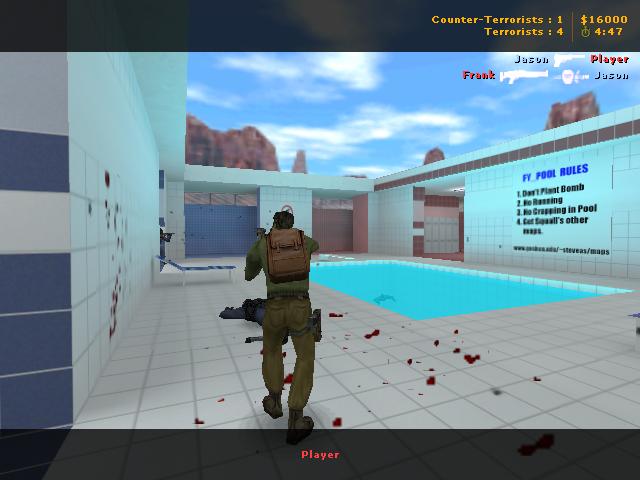 Counter-Terrorists : 1 $16000
Terrorists : 4 4:47
Jason Player
Frank Jason
FY_POOL RULES
1. Don't Plant Bomb
2. No Running
3. No Crapping in Pool
4. Get Squall's other
maps.
Player